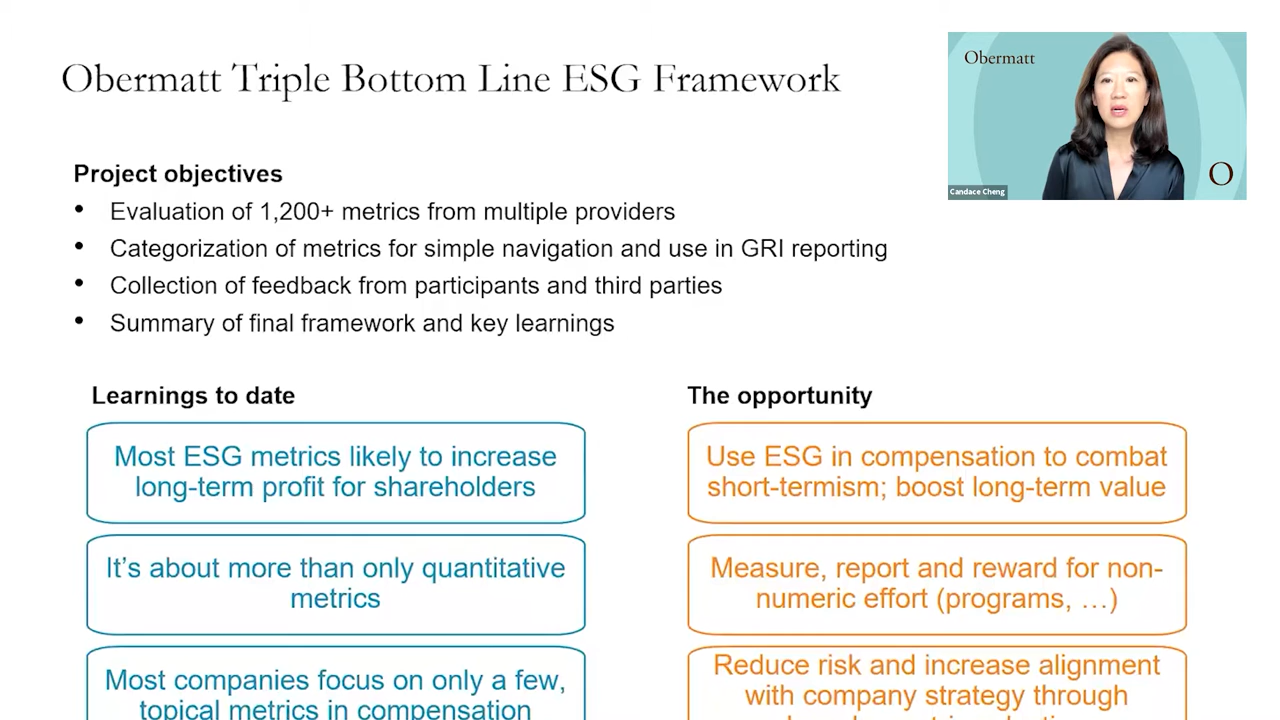 Obermatt Triple Bottom Line ESG Framework
Obermatt
O
Candace Cheng
Project objectives
• Evaluation of 1,200+ metrics from multiple providers
• Categorization of metrics for simple navigation and use in GRI reporting
• Collection of feedback from participants and third parties
• Summary of final framework and key learnings
Learnings to date
Most ESG metrics likely to increase
long-term profit for shareholders
It's about more than only quantitative
metrics
Most companies focus on only a few,
topical metrics in compensation
The opportunity
Use ESG in compensation to combat
short-termism; boost long-term value
Measure, report and reward for non-
numeric effort (programs, …)
Reduce risk and increase alignment
with company strategy through